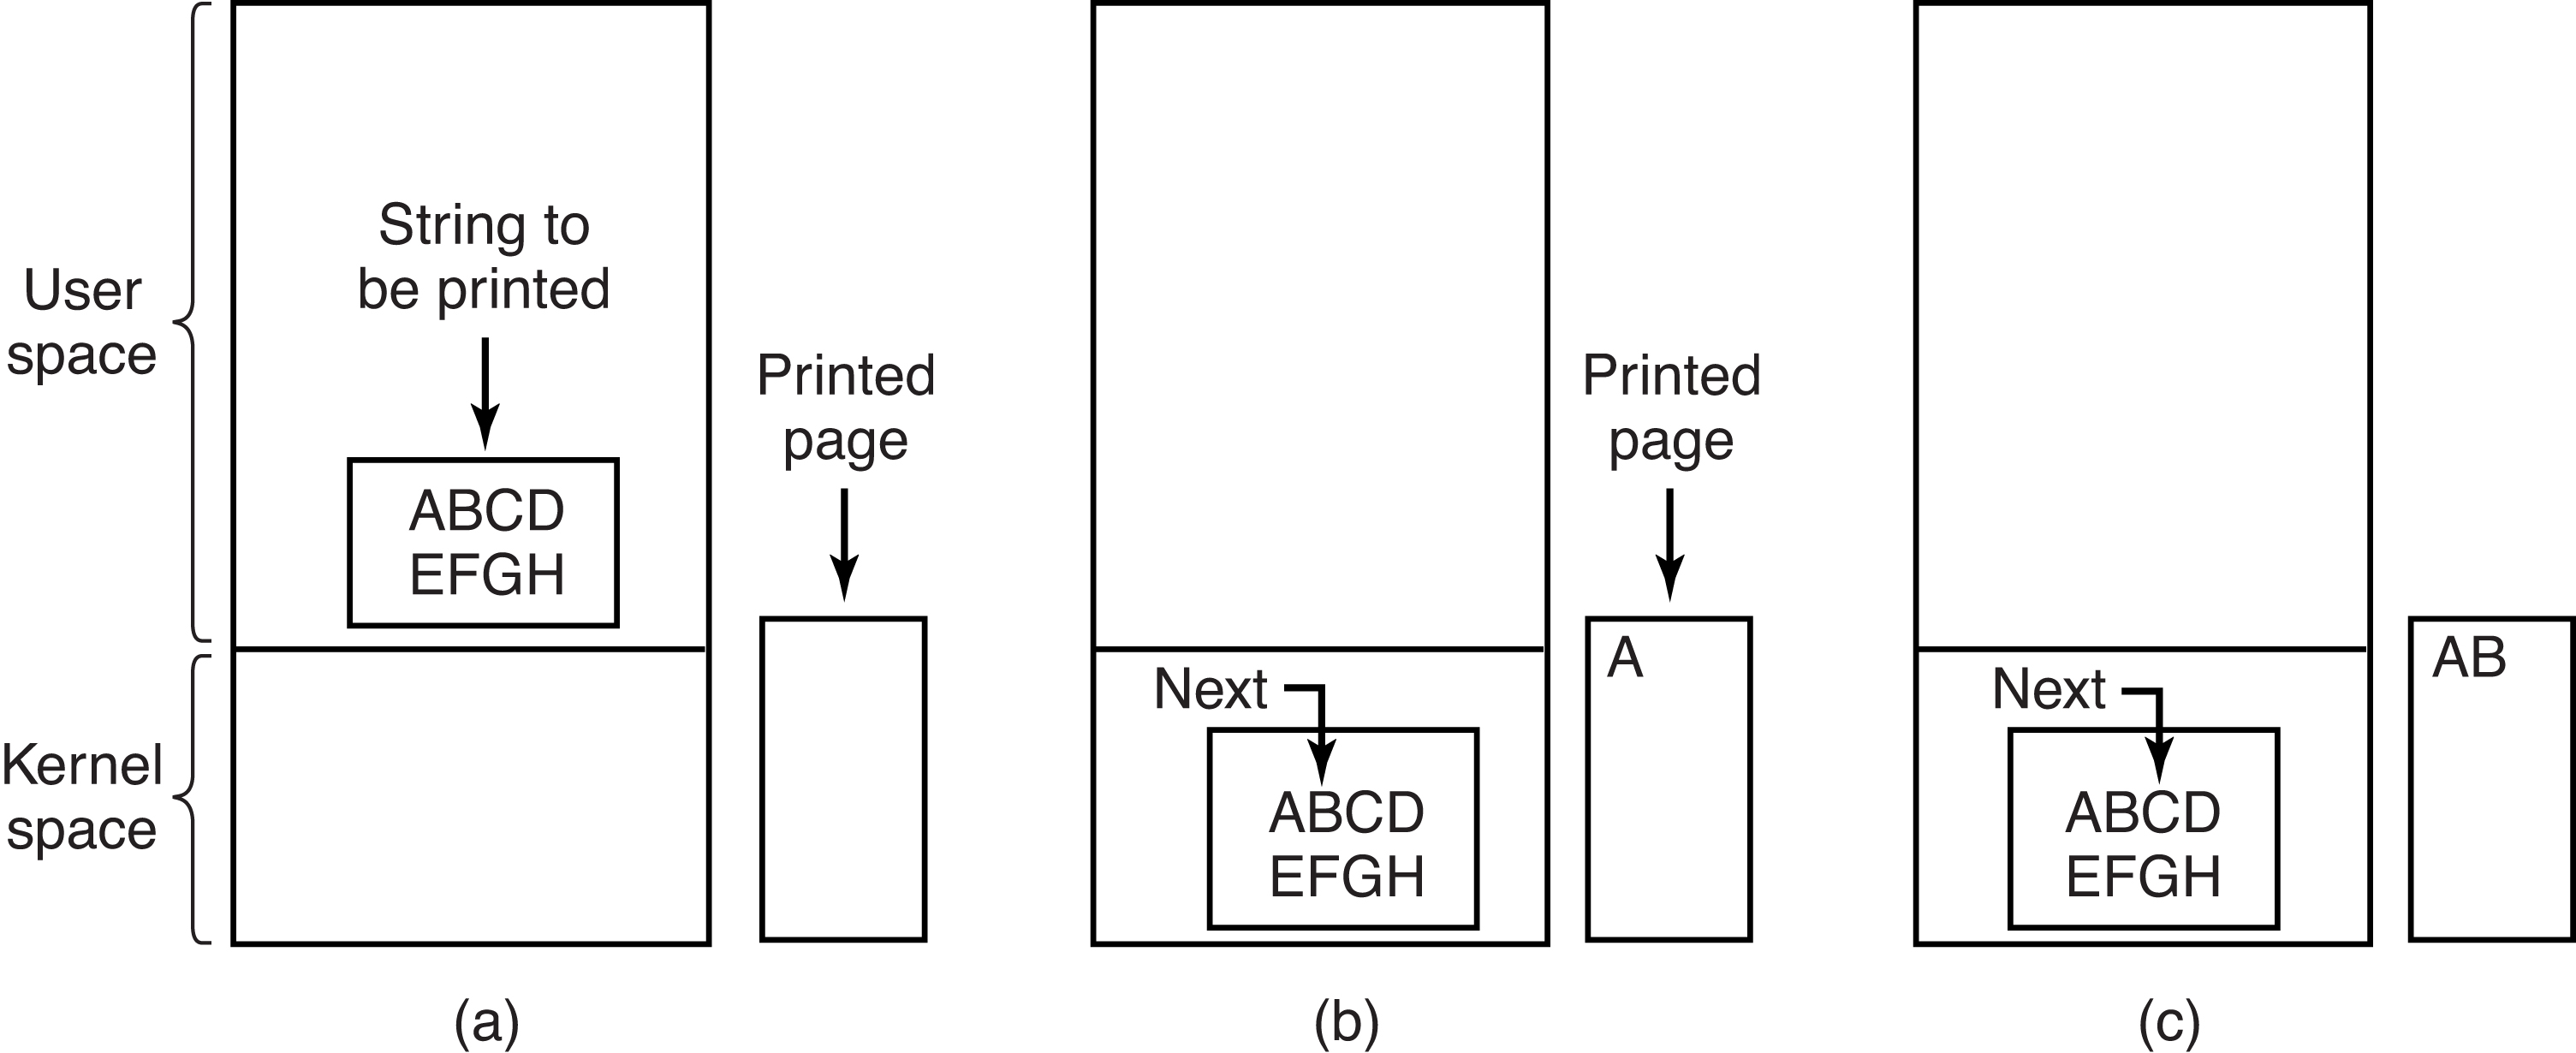 User
space
Kernel
space
String to
be printed
ABCD
EFGH
Printed
page
(a)
Next
ABCD
EFGH
Printed
page
A
(b)
Next
ABCD
EFGH
AB
(c)